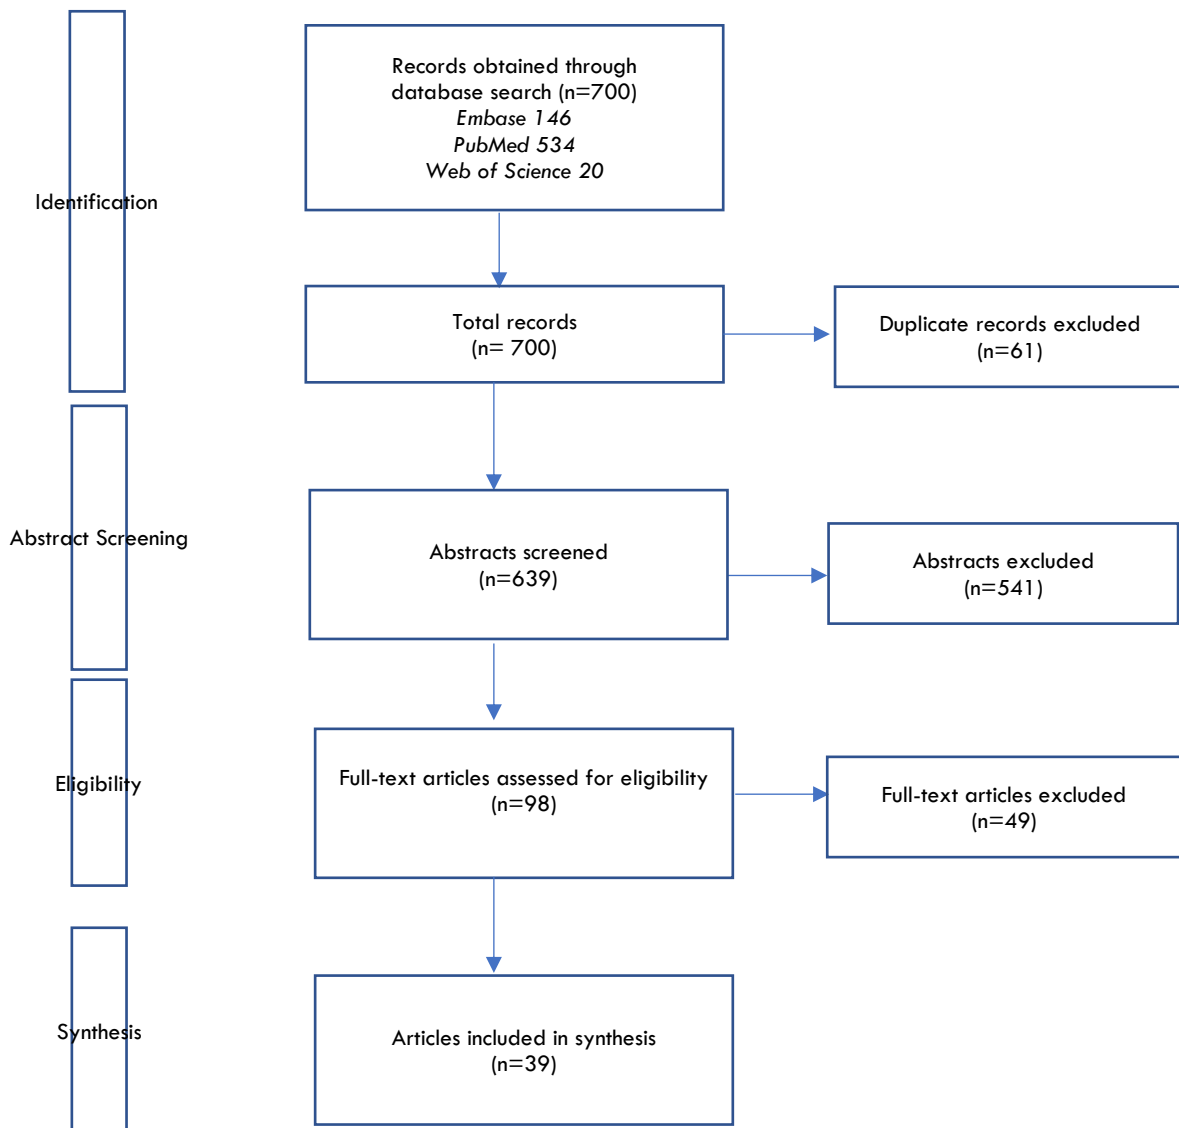 Identification
Records obtained through
database search (n=700)
Embase 146
PubMed 534
Web of Science 20
Total records
(n= 700)
Duplicate records excluded
(n=61)
Abstract Screening
Abstracts screened
(n=639)
Abstracts excluded
(n=541)
Eligibility
Full-text articles assessed for eligibility
(n=98)
Full-text articles excluded
(n=49)
Synthesis
Articles included in synthesis
(n=39)